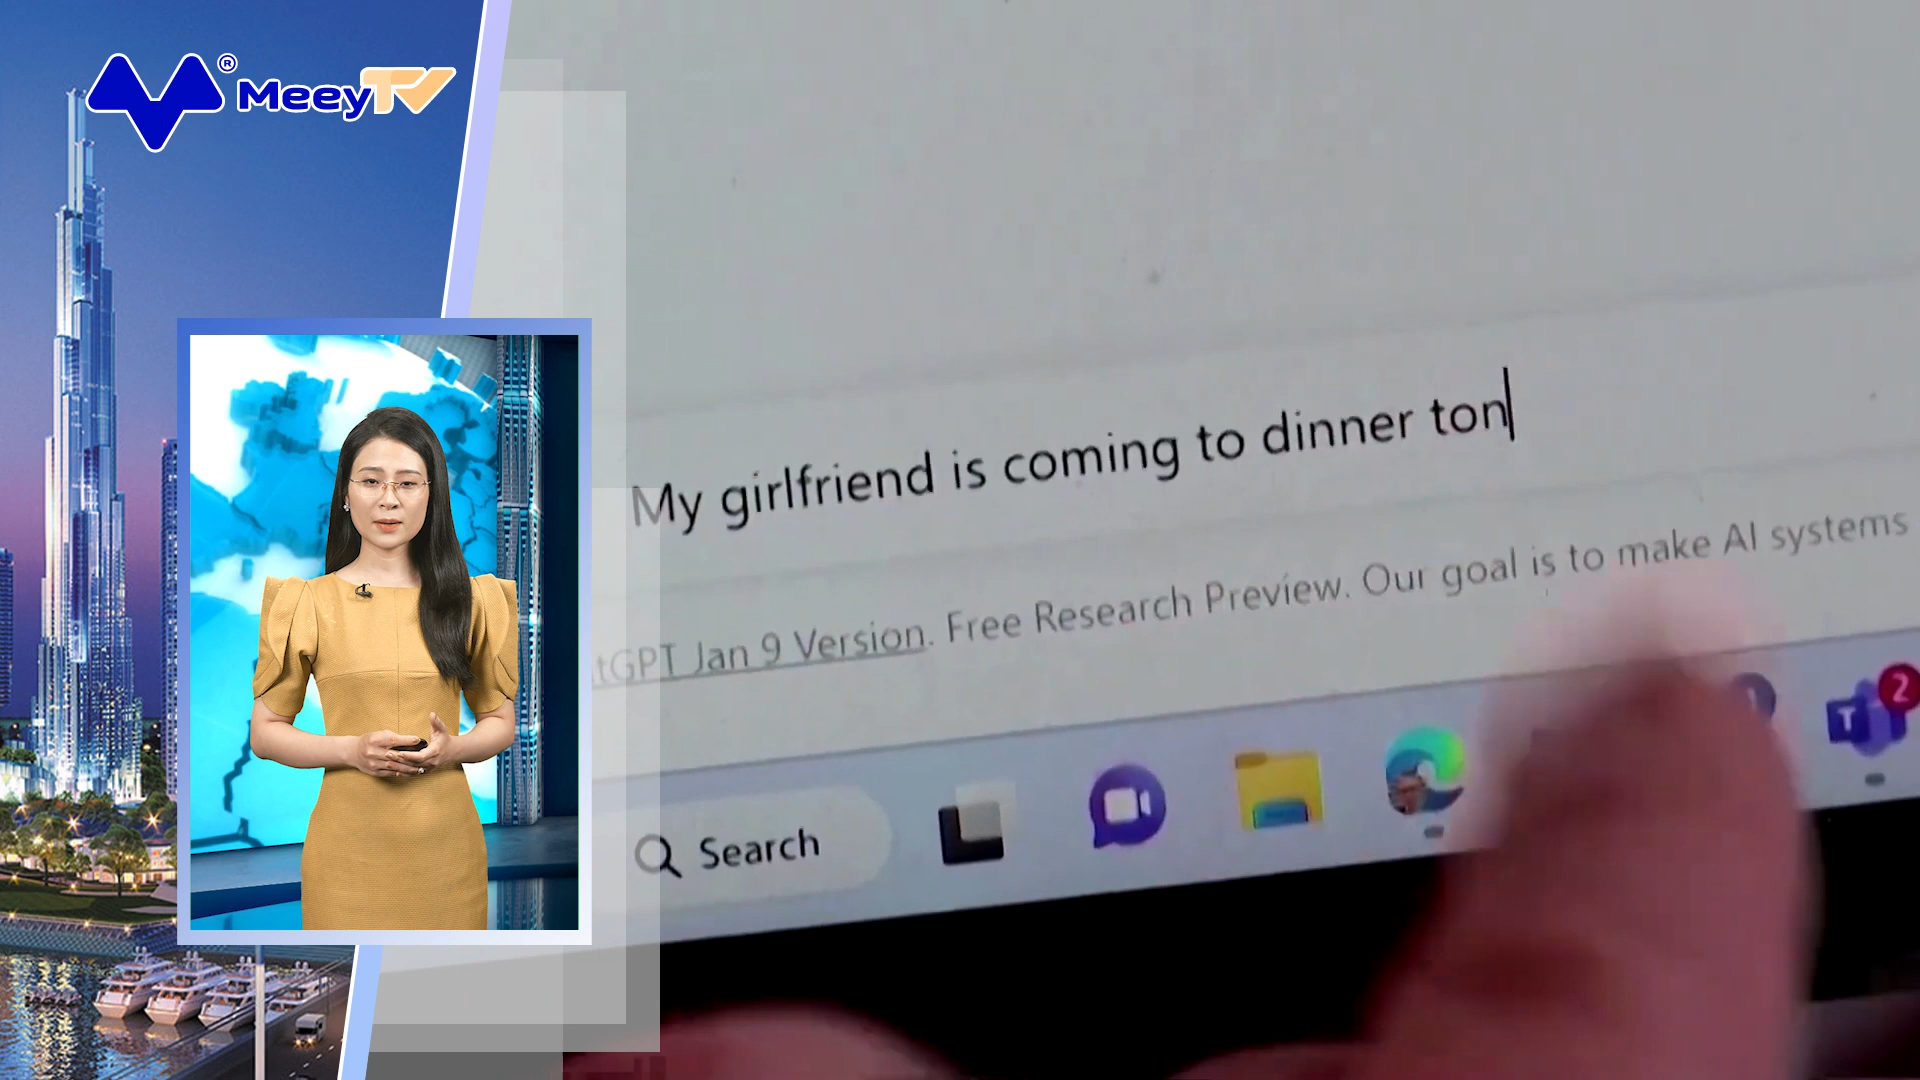 ® MeeyTV
My girlfriend is coming to dinner ton
tGPT Jan 9 Version. Free Research Preview. Our goal is to make AI systems
T 2
Search